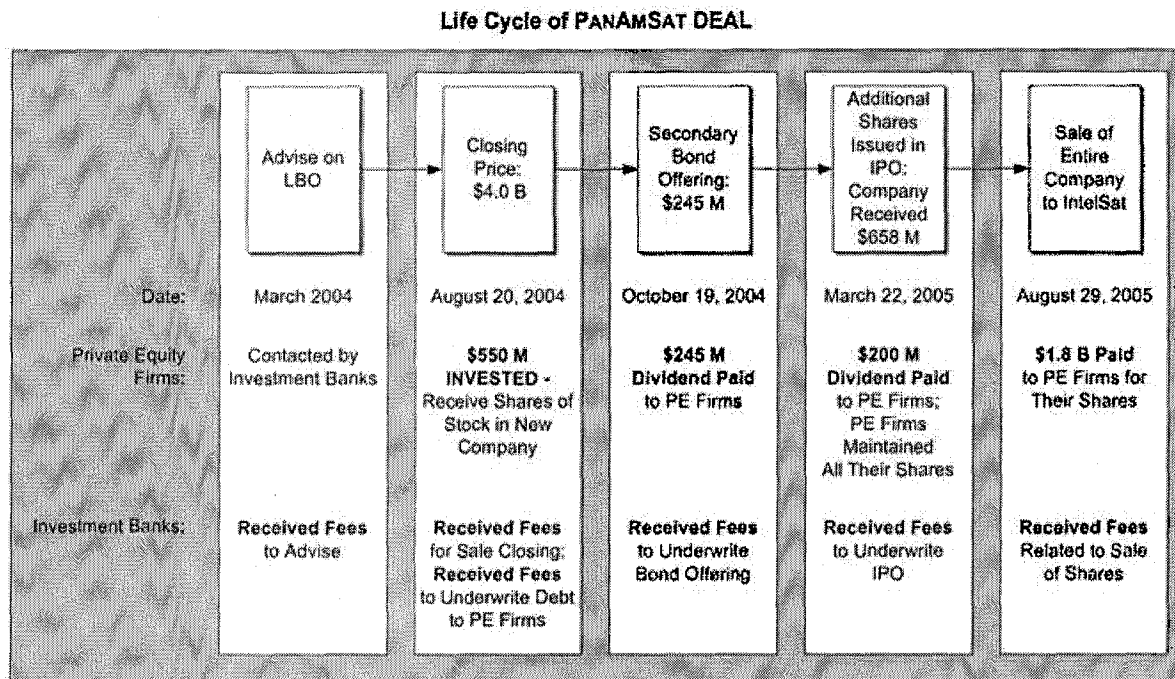 Life Cycle of PANAMSAT DEAL
Advise on
LBO
Closing
Price:
$4.0 B
Secondary
Bond
Offering:
$245 M
Additional
Shares
Issued in
IPO:
Company
Received
$658 M
Sale of
Entire
Company
to IntelSat
Date:
March 2004
August 20, 2004
October 19, 2004
March 22, 2005
August 29, 2005
Private Equity
Firms:
Contacted by
Investment Banks
$550 M
INVESTED -
Receive Shares of
Stock in New
Company
$245 M
Dividend Paid
to PE Firms
$200 M
Dividend Paid
to PE Firms;
PE Firms
Maintained
All Their Shares
$1.8 B Paid
to PE Firms for
Their Shares
Investment Banks:
Received Fees
to Advise
Received Fees
for Sale Closing;
Received Fees
to Underwrite Debt
to PE Firms
Received Fees
to Underwrite
Bond Offering
Received Fees
to Underwrite
IPO
Received Fees
Related to Sale
of Shares